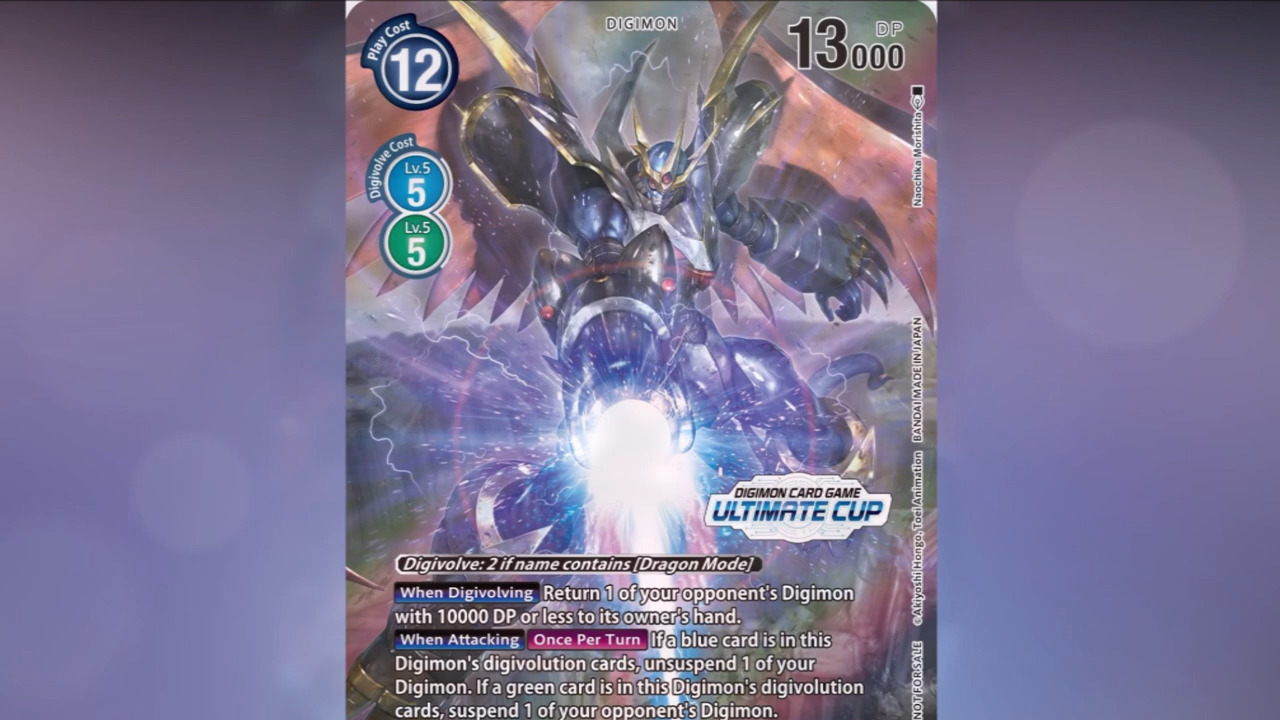 Play Cost
12
DIGIMON
DP
13000
Digivolve Cost
Lv.5
5
Lv.5
5
Naochika Morishita
BANDAI MADE IN JAPAN
©Akiyoshi Hongo, Toei Animation
NOT FOR SALE
DIGIMON CARD GAME
ULTIMATE CUP
Digivolve: 2 if name contains [Dragon Mode]
When Digivolving Return 1 of your opponent's Digimon
with 10000 DP or less to its owner's hand.
When Attacking Once Per Turn If a blue card is in this
Digimon's digivolution cards, unsuspend 1 of your
Digimon. If a green card is in this Digimon's digivolution
cards, suspend 1 of your opponent's Digimon.